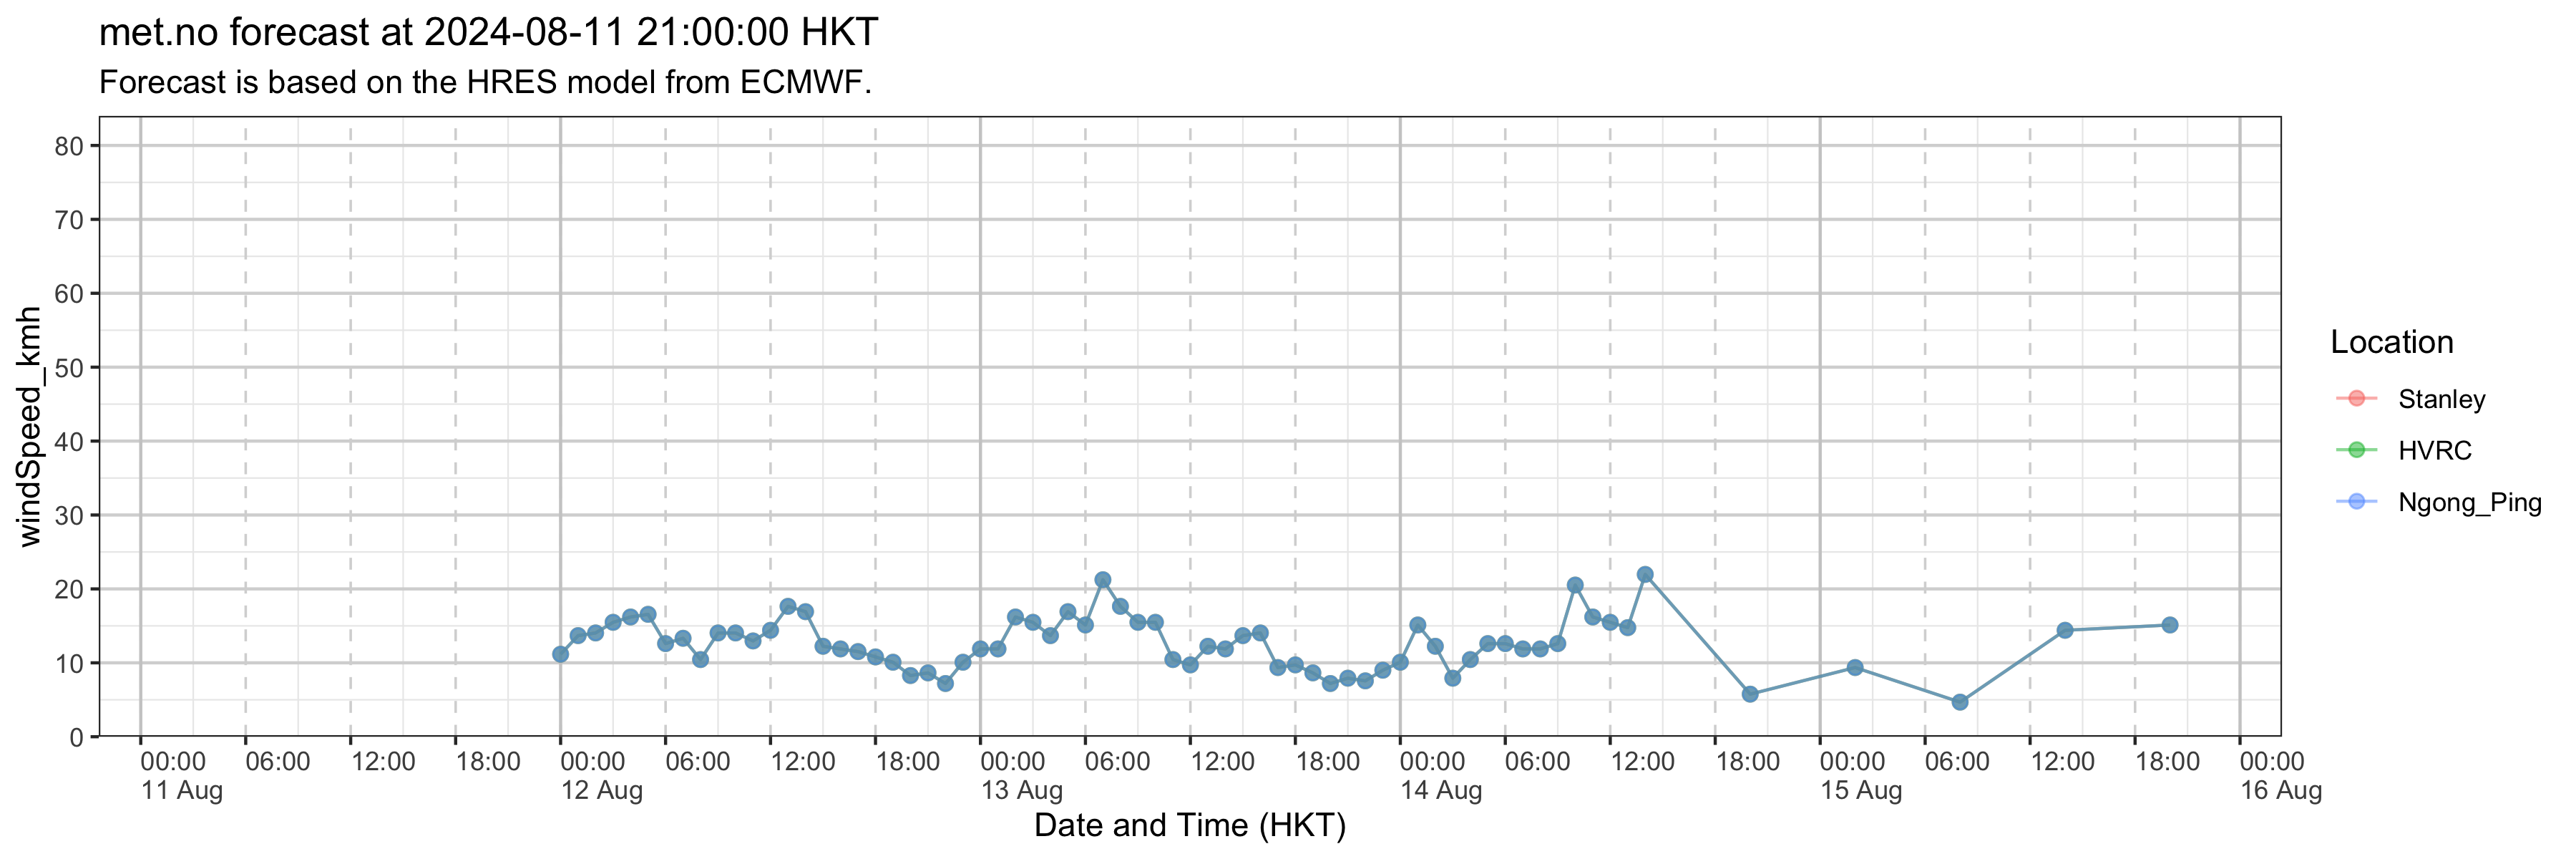 met.no forecast at 2024-08-11 21:00:00 HKT
Forecast is based on the HRES model from ECMWF.
windSpeed_kmh
80
70
60
50
40
30
20
10
0
00:00 06:00 12:00 18:00 00:00 06:00 12:00 18:00 00:00 06:00 12:00 18:00 00:00 06:00 12:00 18:00 00:00 06:00 12:00 18:00 00:00
11 Aug 12 Aug 13 Aug 14 Aug 15 Aug 16 Aug
Date and Time (HKT)
Location
Stanley
HVRC
Ngong_Ping